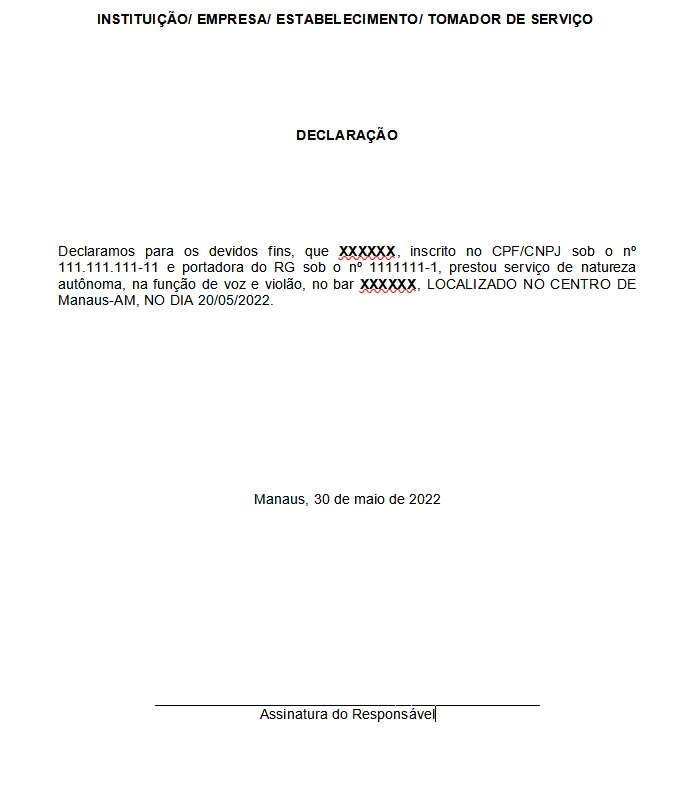 INSTITUIÇÃO/ EMPRESA/ ESTABELECIMENTO/ TOMADOR DE SERVIÇO
DECLARAÇÃO
Declaramos para os devidos fins, que XXXXXX, inscrito no CPF/CNPJ sob o nº
111.111.111-11 e portadora do RG sob o nº 1111111-1, prestou serviço de natureza
autônoma, na função de voz e violão, no bar XXXXXX, LOCALIZADO NO CENTRO DE
Manaus-AM, NO DIA 20/05/2022.
Manaus, 30 de maio de 2022
Assinatura do Responsável